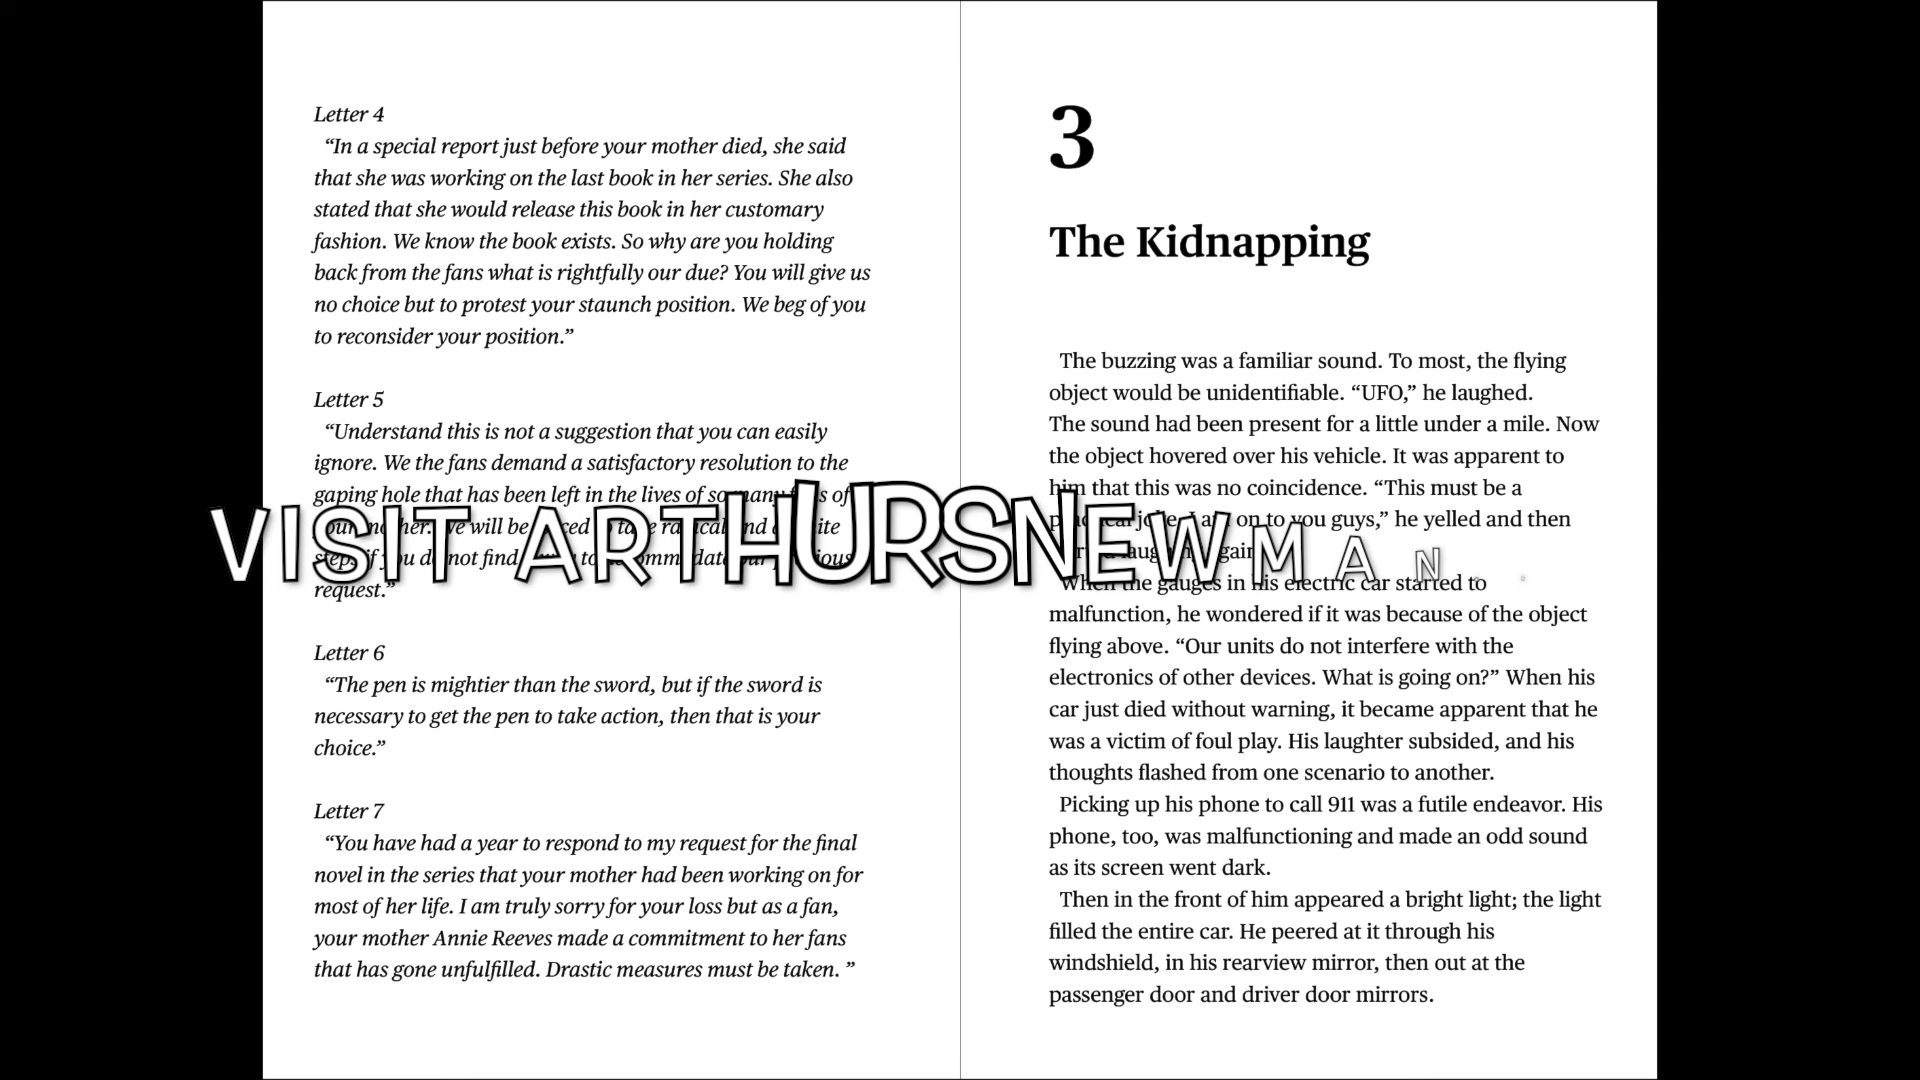 Letter 4
“In a special report just before your mother died, she said
that she was working on the last book in her series. She also
stated that she would release this book in her customary
fashion. We know the book exists. So why are you holding
back from the fans what is rightfully our due? You will give us
no choice but to protest your staunch position. We beg of you
to reconsider your position.”
Letter 5
“Understand this is not a suggestion that you can easily
ignore. We the fans demand a satisfactory resolution to the
gaping hole that has been left in the lives of so many of
will be
if you do not find
request.”
Letter 6
“The pen is mightier than the sword, but if the sword is
necessary to get the pen to take action, then that is your
choice.”
Letter 7
“You have had a year to respond to my request for the final
novel in the series that your mother had been working on for
most of her life. I am truly sorry for your loss but as a fan,
your mother Annie Reeves made a commitment to her fans
that has gone unfulfilled. Drastic measures must be taken. ”
VISIT ARTHURSNEWMAN.
3
The Kidnapping
The buzzing was a familiar sound. To most, the flying
object would be unidentifiable. “UFO,” he laughed.
The sound had been present for a little under a mile. Now
the object hovered over his vehicle. It was apparent to
him that this was no coincidence. “This must be a
on to you guys,” he yelled and then
When the gauges in his electric car started to
malfunction, he wondered if it was because of the object
flying above. “Our units do not interfere with the
electronics of other devices. What is going on?” When his
car just died without warning, it became apparent that he
was a victim of foul play. His laughter subsided, and his
thoughts flashed from one scenario to another.
Picking up his phone to call 911 was a futile endeavor. His
phone, too, was malfunctioning and made an odd sound
as its screen went dark.
Then in the front of him appeared a bright light; the light
filled the entire car. He peered at it through his
windshield, in his rearview mirror, then out at the
passenger door and driver door mirrors.